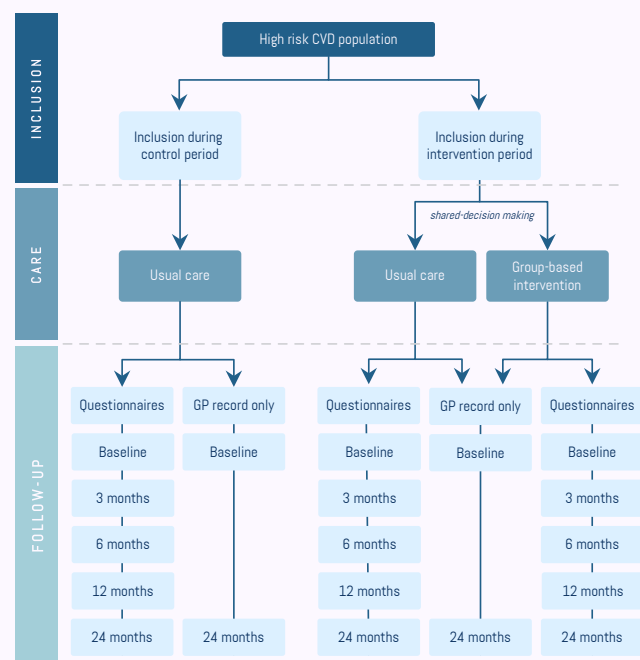 INCLUSION
High risk CVD population
Inclusion during
control period
Inclusion during
intervention period
CARE
shared-decision making
Usual care
Usual care
Group-based
intervention
FOLLOW-UP
Questionnaires
GP record only
Questionnaires
GP record only
Questionnaires
Baseline
Baseline
Baseline
Baseline
Baseline
3 months
3 months
3 months
6 months
6 months
6 months
12 months
12 months
12 months
24 months
24 months
24 months
24 months
24 months